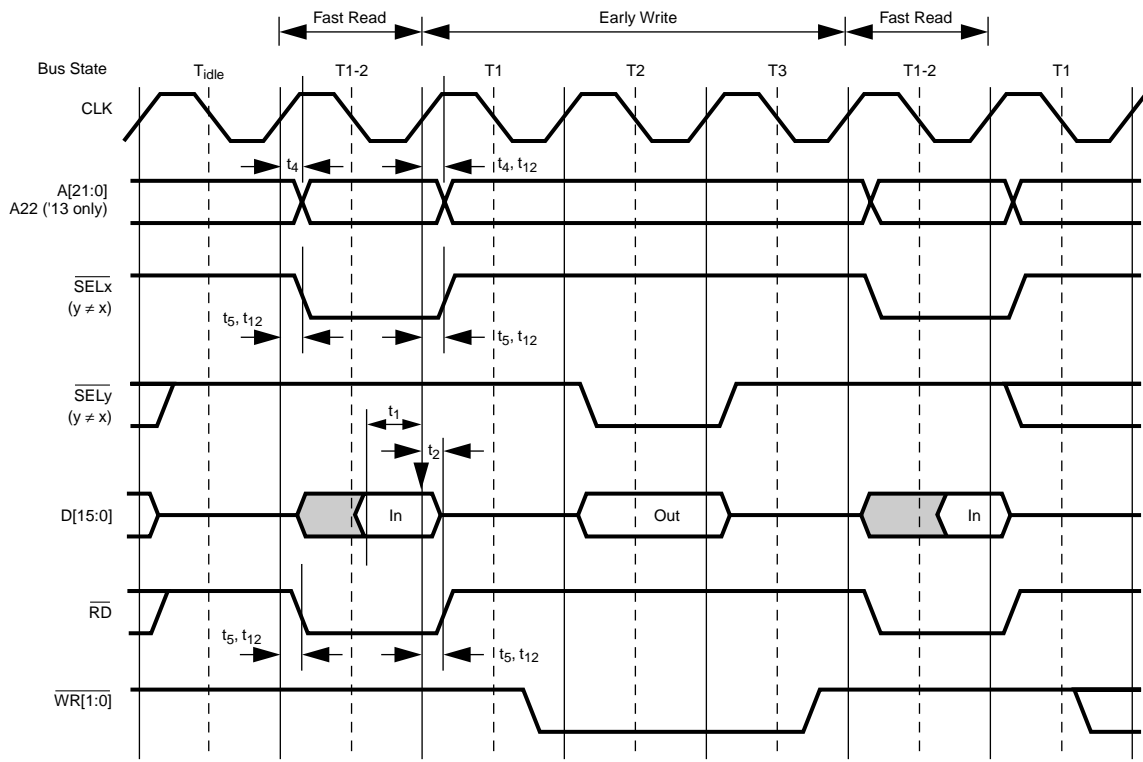 Fast Read Early Write Fast Read
Bus State T_idle T1-2 T1 T2 T3 T1-2 T1
CLK
t4 t4, t12
A[21:0]
A22 ('13 only)
SELx
(y ≠ x)
t5, t12 t5, t12
SELy
(y ≠ x)
t1
t2
D[15:0] In Out In
RD
t5, t12 t5, t12
WR[1:0]